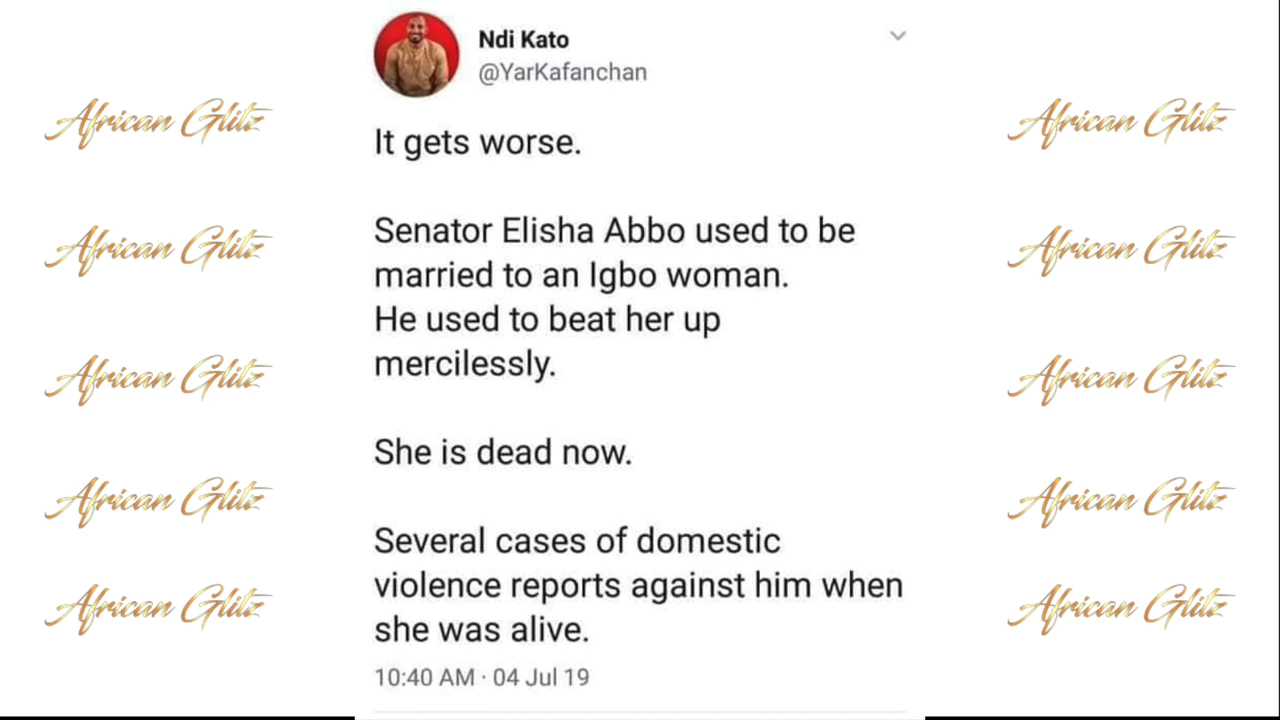 Ndi Kato
@YarKafanchan
It gets worse.
Senator Elisha Abbo used to be
married to an Igbo woman.
He used to beat her up
mercilessly.
She is dead now.
Several cases of domestic
violence reports against him when
she was alive.
10:40 AM · 04 Jul 19
African Glitz
African Glitz
African Glitz
African Glitz
African Glitz
African Glitz
African Glitz
African Glitz
African Glitz
African Glitz